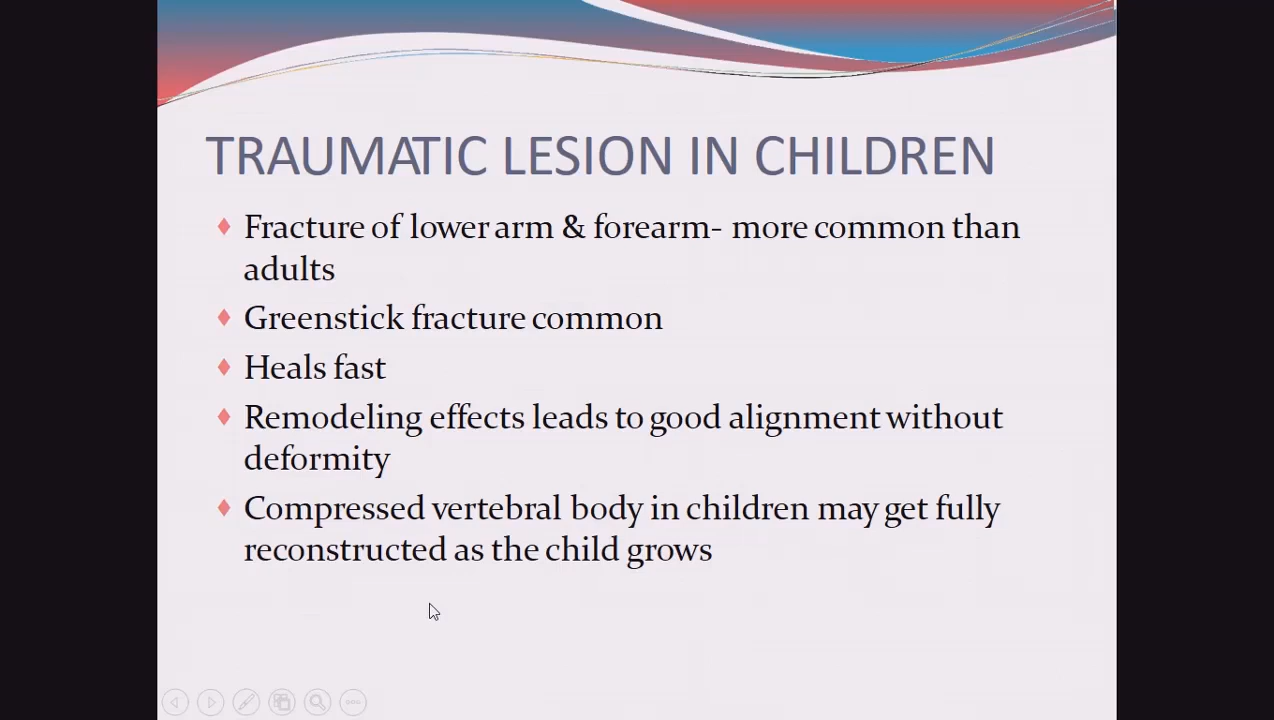 TRAUMATIC LESION IN CHILDREN
Fracture of lower arm & forearm- more common than
adults
Greenstick fracture common
Heals fast
Remodeling effects leads to good alignment without
deformity
Compressed vertebral body in children may get fully
reconstructed as the child grows